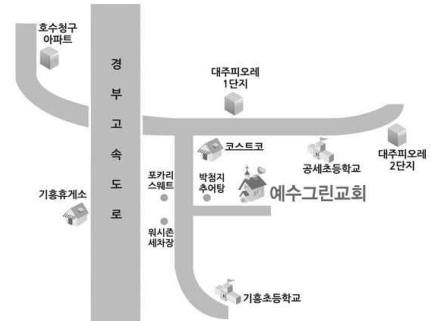 호수청구
아파트
경
부
고
속
도
로
대주피오레
1단지
코스트코
공세초등학교
대주피오레
2단지
포카리
스웨트
박첨지
추어탕
예수그린교회
기흥휴게소
워시존
세차장
기흥초등학교